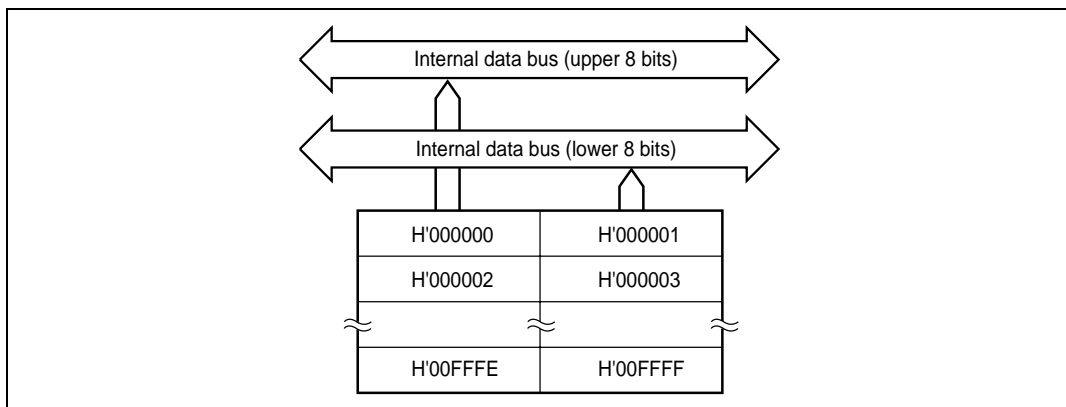 Internal data bus (upper 8 bits)
Internal data bus (lower 8 bits)
H'000000 H'000001
H'000002 H'000003
H'00FFFE H'00FFFF